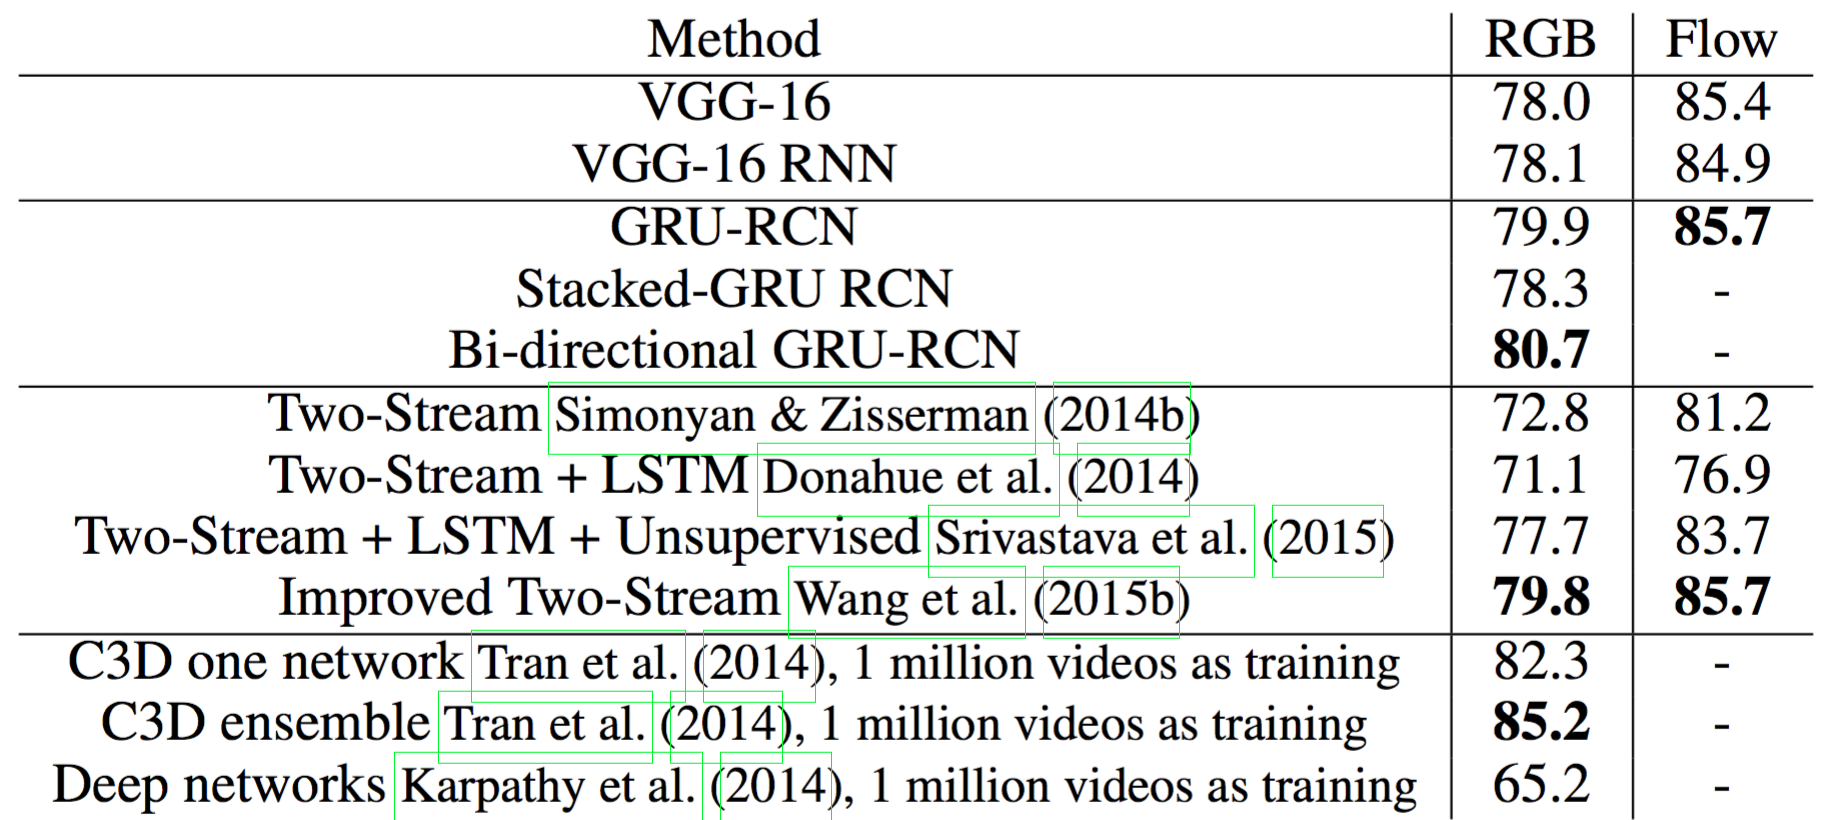 Method RGB Flow
VGG-16 78.0 85.4
VGG-16 RNN 78.1 84.9
GRU-RCN 79.9 85.7
Stacked-GRU RCN 78.3 -
Bi-directional GRU-RCN 80.7 -
Two-Stream Simonyan & Zisserman (2014b) 72.8 81.2
Two-Stream + LSTM Donahue et al. (2014) 71.1 76.9
Two-Stream + LSTM + Unsupervised Srivastava et al. (2015) 77.7 83.7
Improved Two-Stream Wang et al. (2015b) 79.8 85.7
C3D one network Tran et al. (2014), 1 million videos as training 82.3 -
C3D ensemble Tran et al. (2014), 1 million videos as training 85.2 -
Deep networks Karpathy et al. (2014), 1 million videos as training 65.2 -